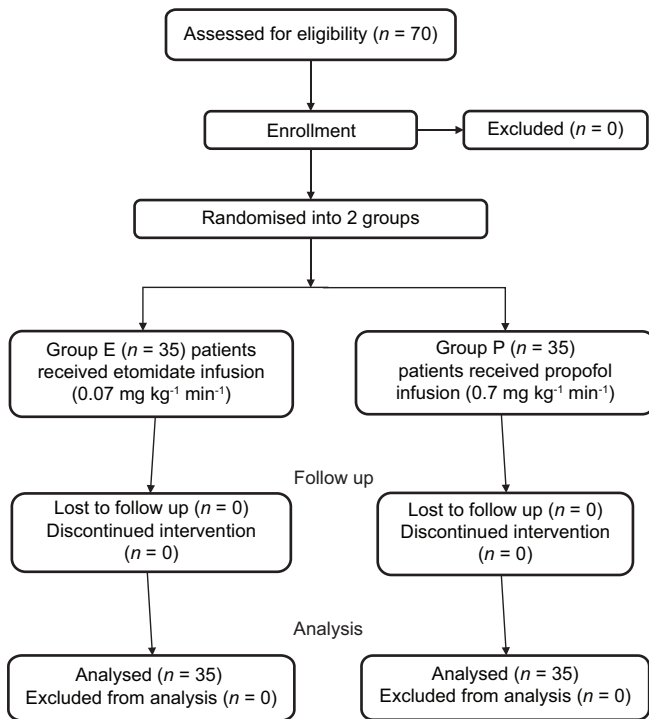 Assessed for eligibility (n = 70)
Enrollment
Excluded (n = 0)
Randomised into 2 groups
Group E (n = 35) patients
received etomidate infusion
(0.07 mg kg⁻¹ min⁻¹)
Group P (n = 35)
patients received propofol
infusion (0.7 mg kg⁻¹ min⁻¹)
Follow up
Lost to follow up (n = 0)
Discontinued intervention
(n = 0)
Lost to follow up (n = 0)
Discontinued intervention
(n = 0)
Analysis
Analysed (n = 35)
Excluded from analysis (n = 0)
Analysed (n = 35)
Excluded from analysis (n = 0)